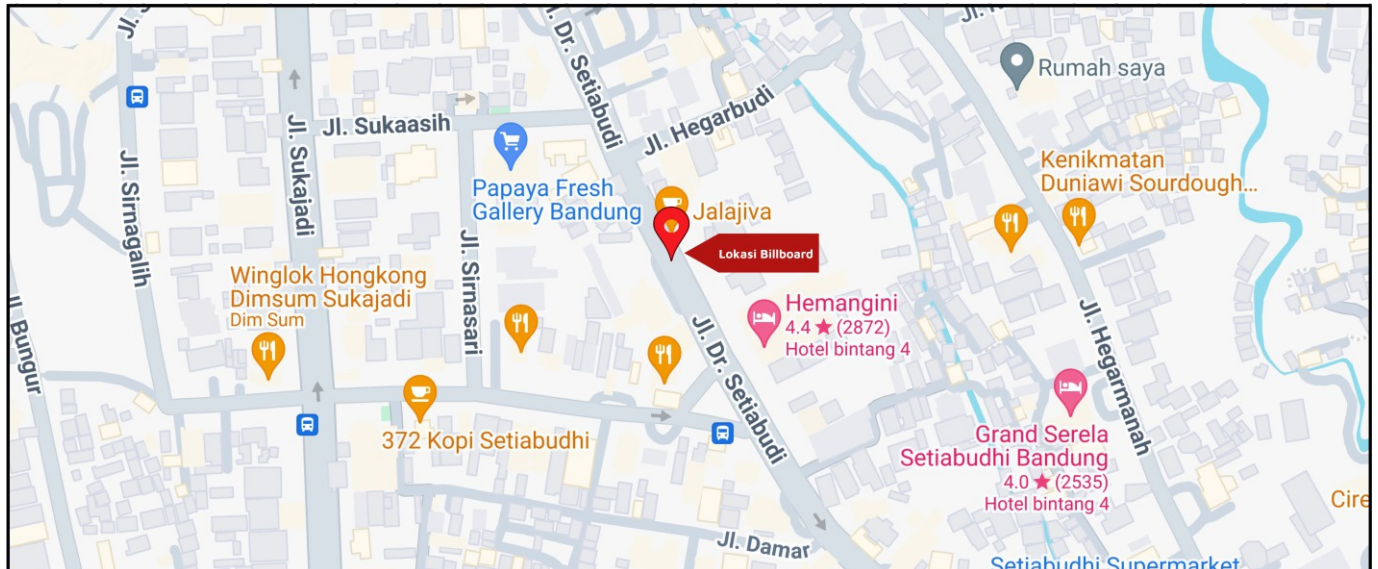 Dr. Setiabudi
Rumah saya
Jl. Sukaasih
Jl. Hegarbudi
Jl. Sukajadi
Jl. Sirnagalih
Kenikmatan
Duniawi Sourdough...
Papaya Fresh
Gallery Bandung
Jalajiva
Lokasi Billboard
Jl. Sirnasari
Winglok Hongkong
Dimsum Sukajadi
Dim Sum
Hemangini
4.4 ★ (2872)
Hotel bintang 4
Jl Bungur
Jl. Dr. Setiabudi
Jl. Hegarmanah
372 Kopi Setiabudhi
Grand Serela
Setiabudhi Bandung
4.0 ★ (2535)
Hotel bintang 4
Cire
Jl. Damar
Setiabudhi Supermarket